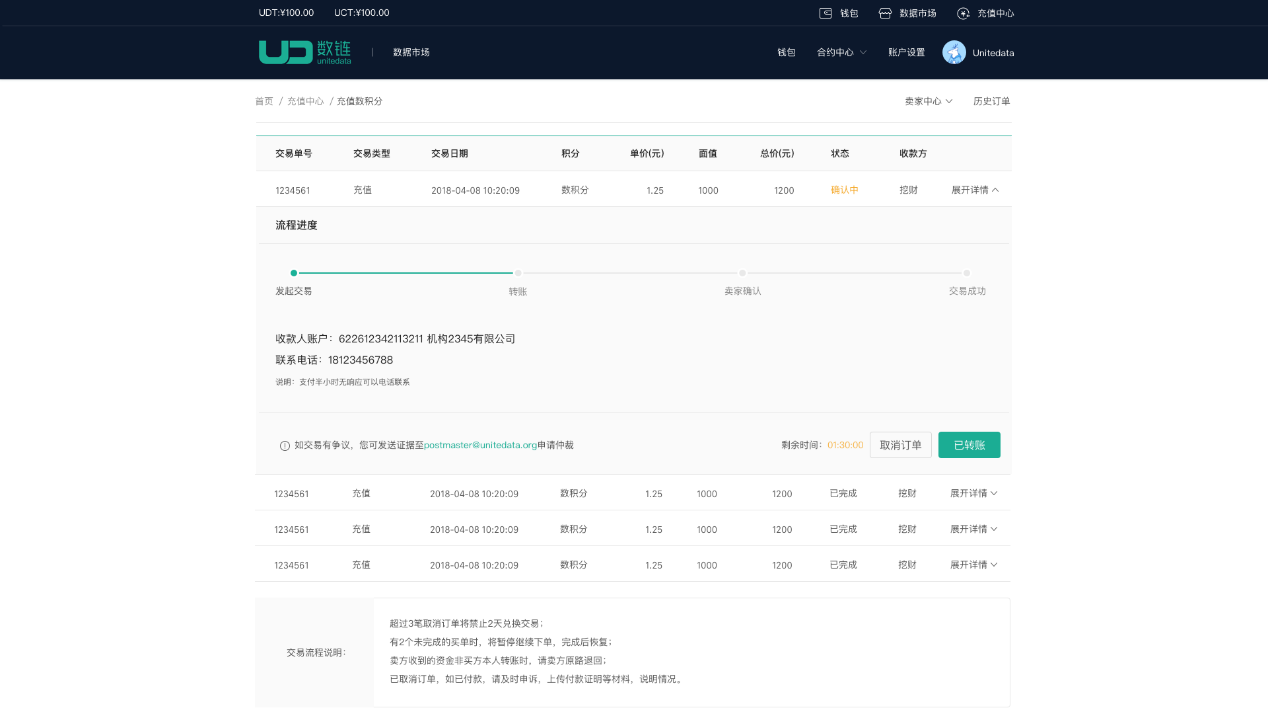 UDT:¥100.00 UCT:¥100.00 钱包 数据市场 充值中心
UD 数链 unitedata | 数据市场 钱包 合约中心 账户设置 Unitedata
首页 / 充值中心 / 充值数积分 卖家中心 历史订单
交易单号 交易类型 交易日期 积分 单价(元) 面值 总价(元) 状态 收款方
1234561 充值 2018-04-08 10:20:09 数积分 1.25 1000 1200 确认中 挖财 展开详情
流程进度
发起交易 转账 卖家确认 交易成功
收款人账户：622612342113211 机构2345有限公司
联系电话：18123456788
说明：支付半小时无响应可以电话联系
如交易有争议，您可发送证据至postmaster@unitedata.org申请仲裁 剩余时间：01:30:00 取消订单 已转账
1234561 充值 2018-04-08 10:20:09 数积分 1.25 1000 1200 已完成 挖财 展开详情
1234561 充值 2018-04-08 10:20:09 数积分 1.25 1000 1200 已完成 挖财 展开详情
1234561 充值 2018-04-08 10:20:09 数积分 1.25 1000 1200 已完成 挖财 展开详情
交易流程说明：
超过3笔取消订单将禁止2天兑换交易；
有2个未完成的买单时，将暂停继续下单，完成后恢复；
卖方收到的资金非买方本人转账时，请卖方原路退回；
已取消订单，如已付款，请及时申诉，上传付款证明等材料，说明情况。